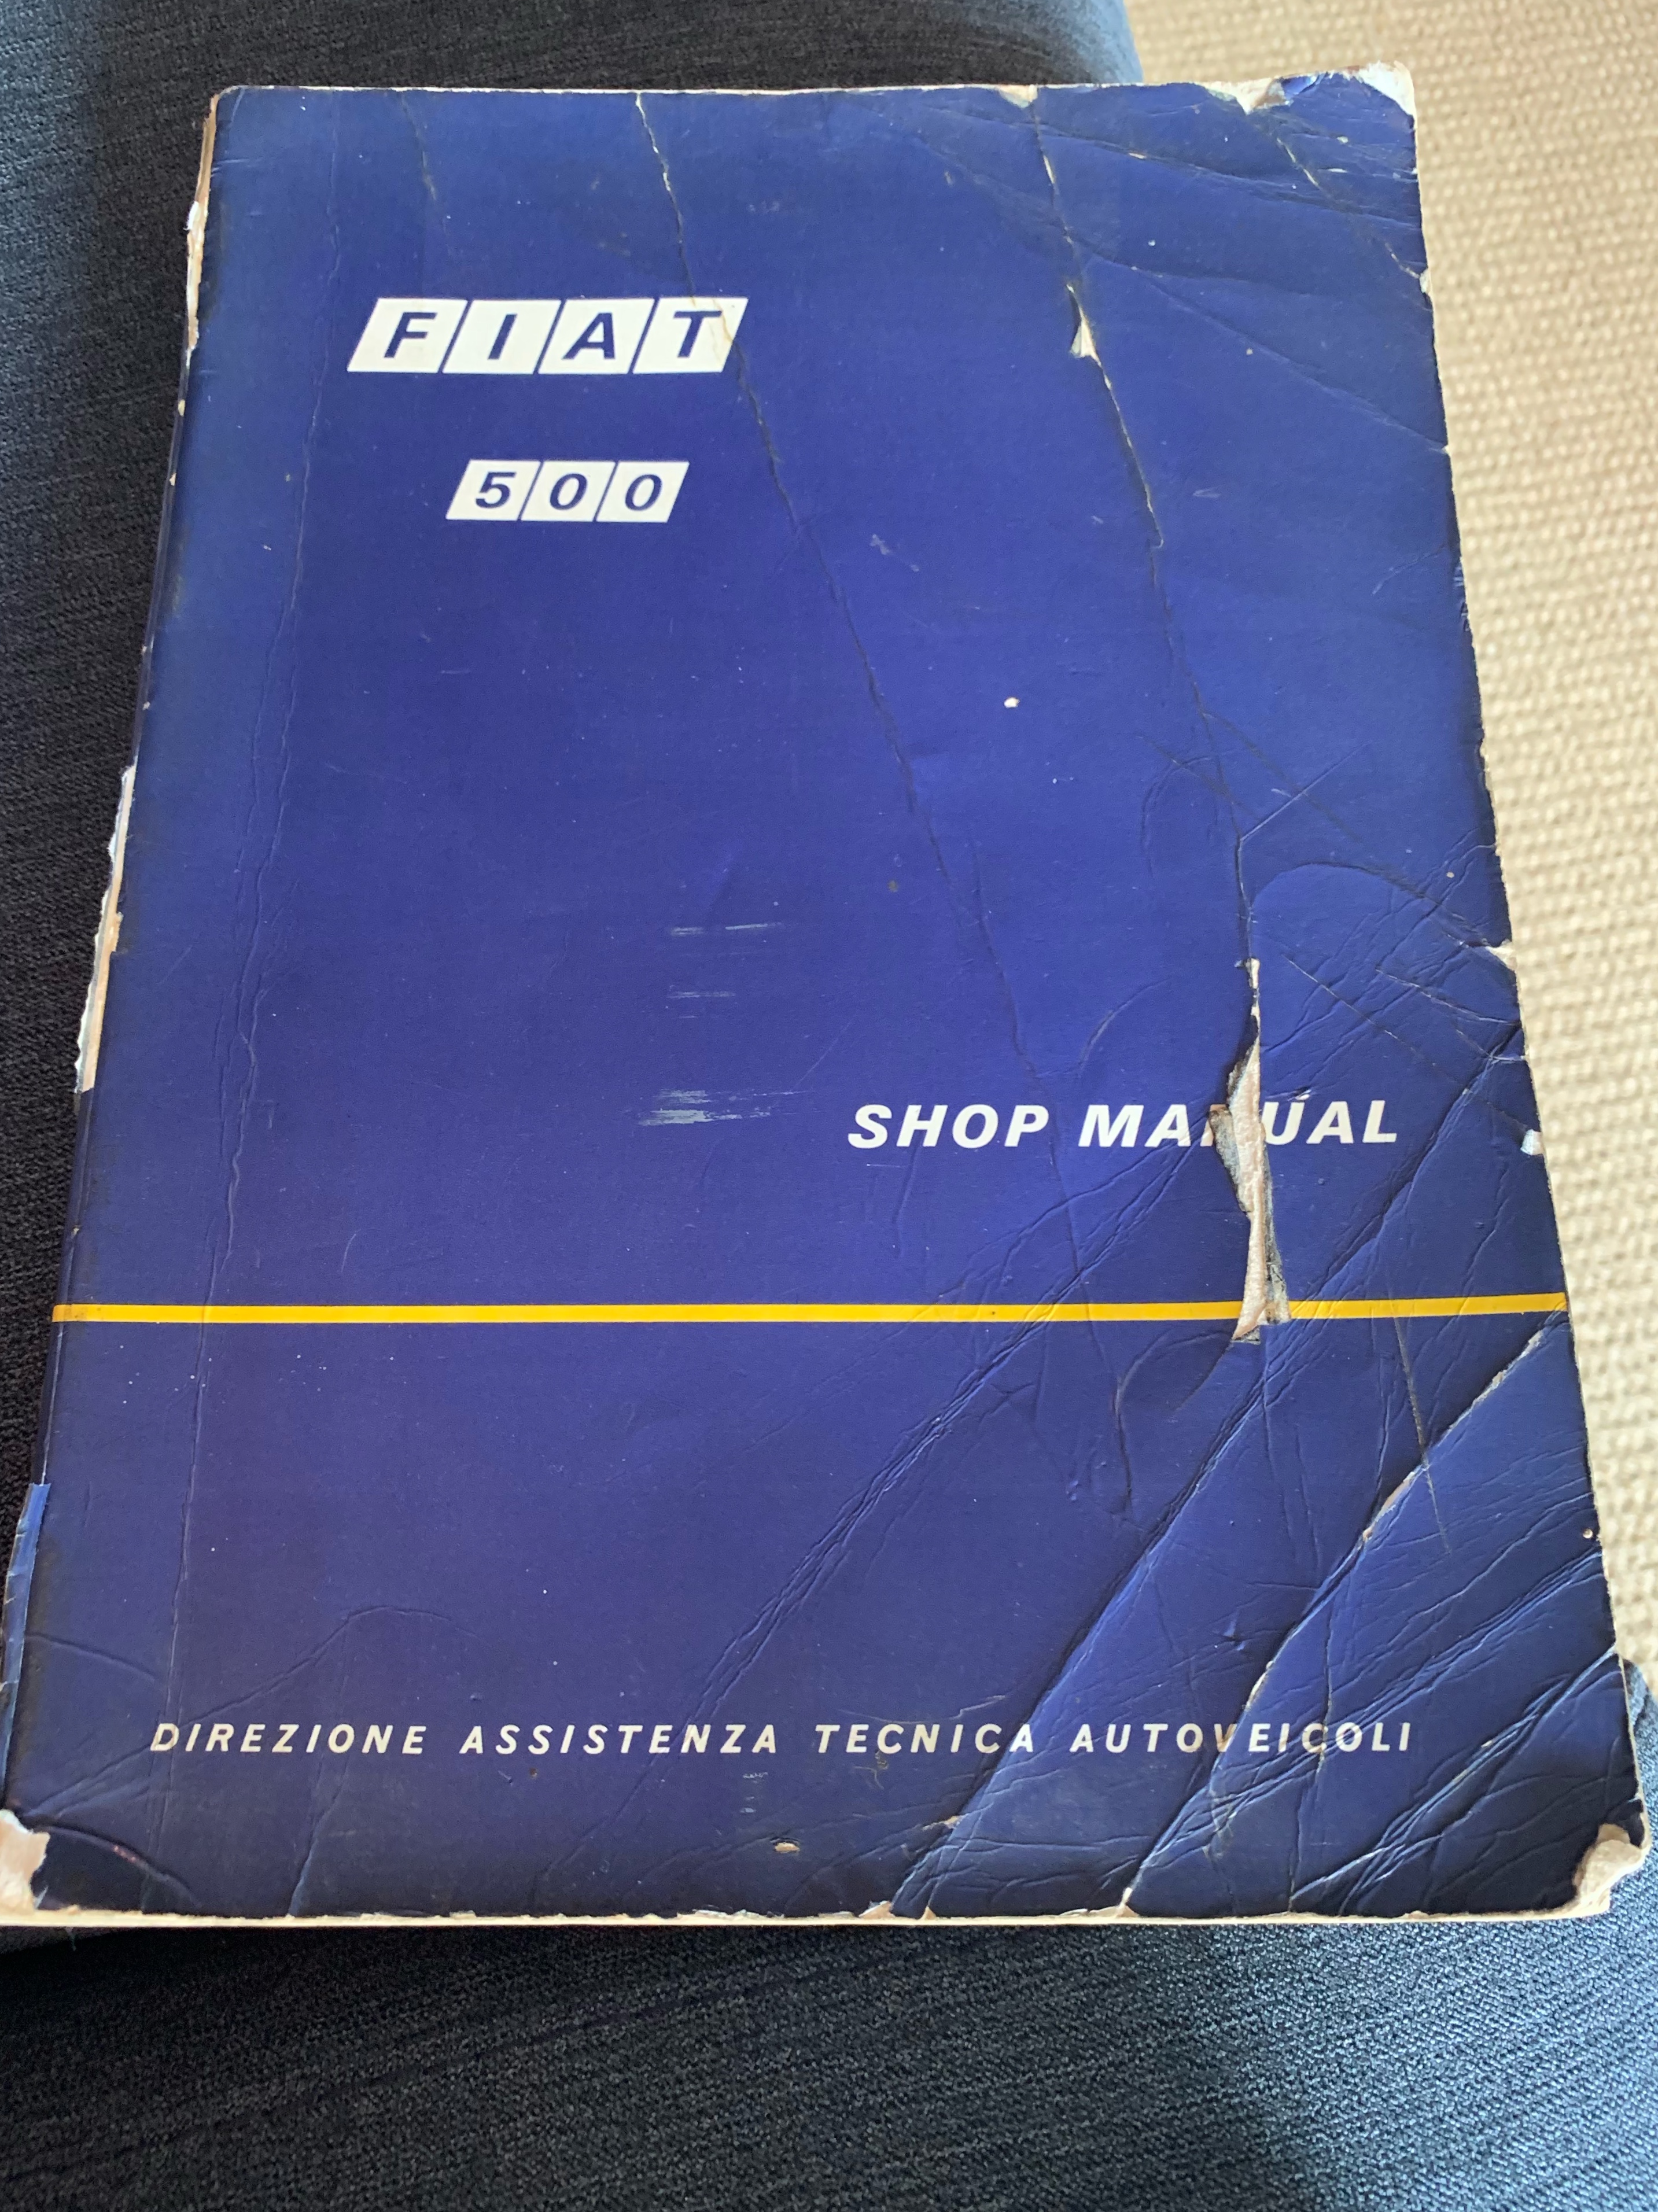 FIAT
500
SHOP MANUAL
DIREZIONE ASSISTENZA TECNICA AUTOVEICOLI